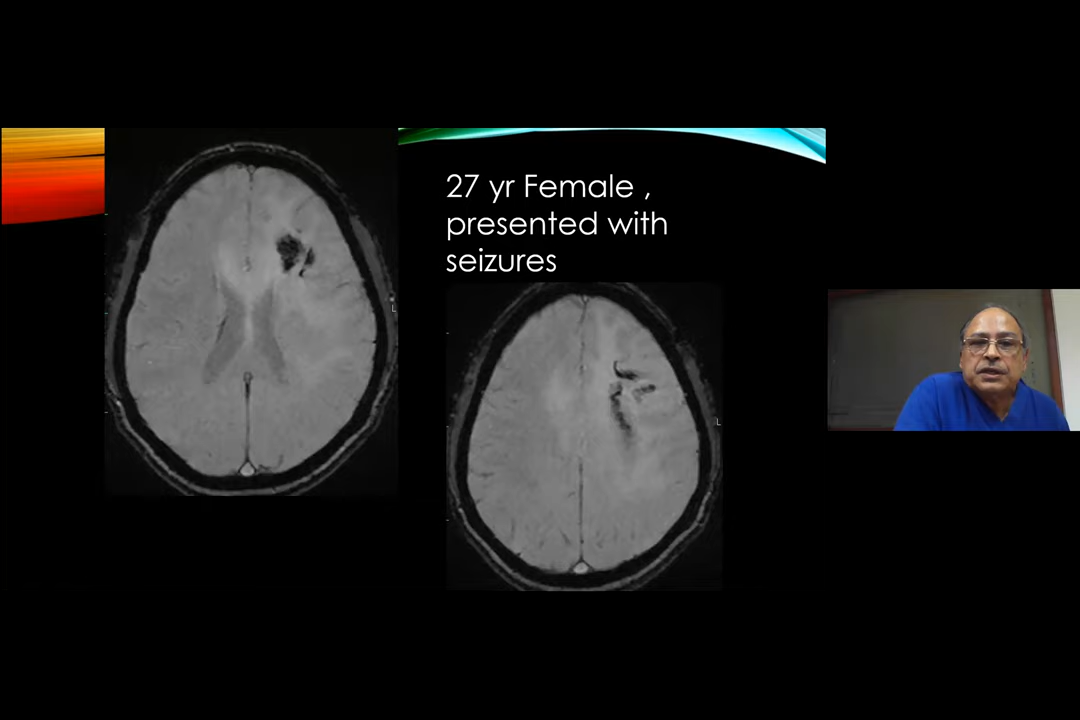 27 yr Female ,
presented with
seizures
L
L